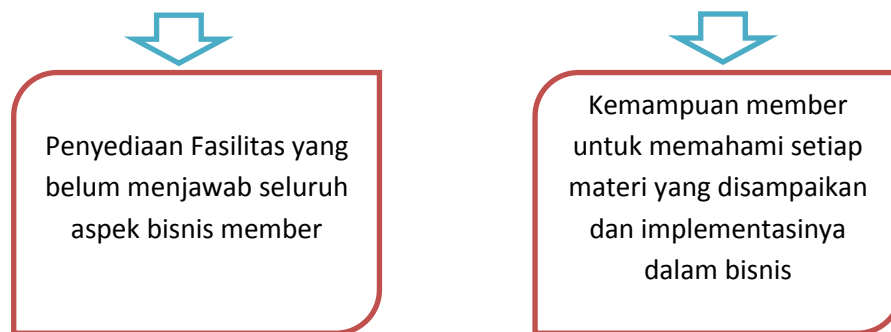 Penyediaan Fasilitas yang
belum menjawab seluruh
aspek bisnis member
Kemampuan member
untuk memahami setiap
materi yang disampaikan
dan implementasinya
dalam bisnis